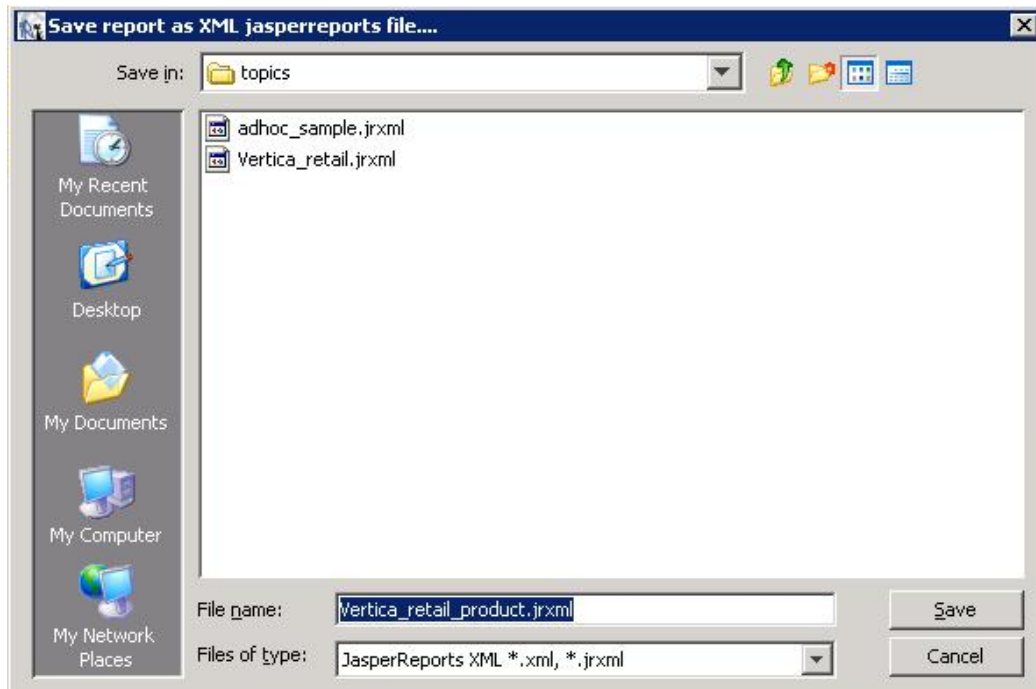 Save report as XML jasperreports file....
Save in:
topics
adhoc_sample.jrxml
Vertica_retail.jrxml
My Recent
Documents
Desktop
My Documents
My Computer
My Network
Places
File name:
Vertica_retail_product.jrxml
Save
Files of type:
JasperReports XML *.xml, *.jrxml
Cancel